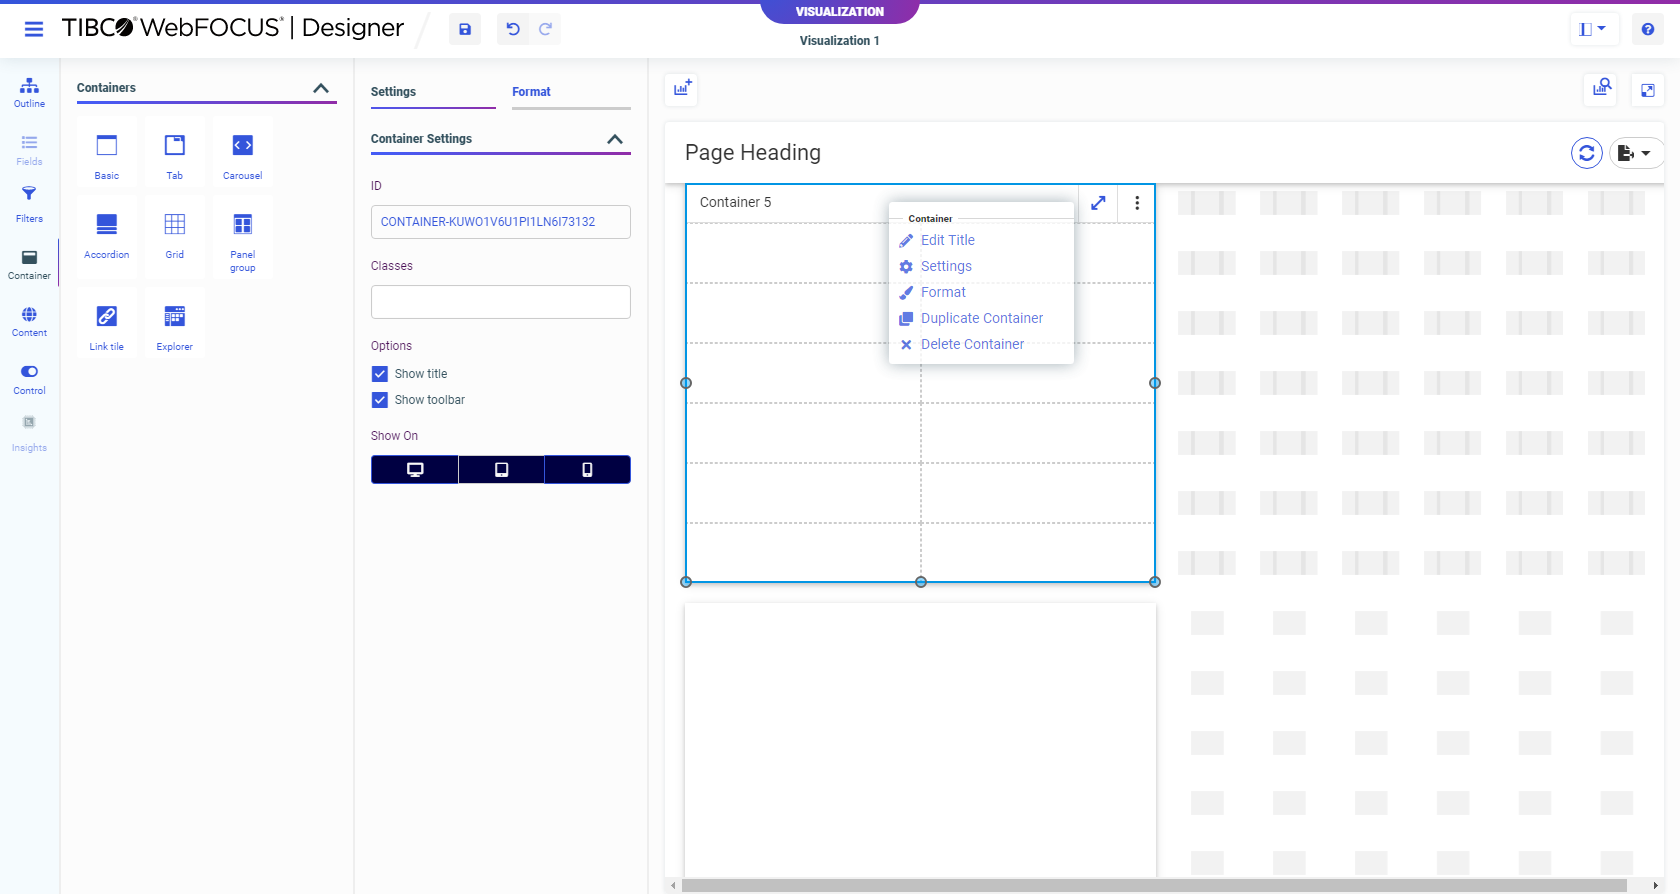 VISUALIZATION
TIBCO WebFOCUS® | Designer
Visualization 1
Outline
Fields
Filters
Container
Content
Control
Insights
Containers
Basic
Tab
Carousel
Accordion
Grid
Panel
group
Link tile
Explorer
Settings
Format
Container Settings
ID
CONTAINER-KUWO1V6U1PI1LN6I73132
Classes
Options
Show title
Show toolbar
Show On
Page Heading
Container 5
Container
Edit Title
Settings
Format
Duplicate Container
Delete Container